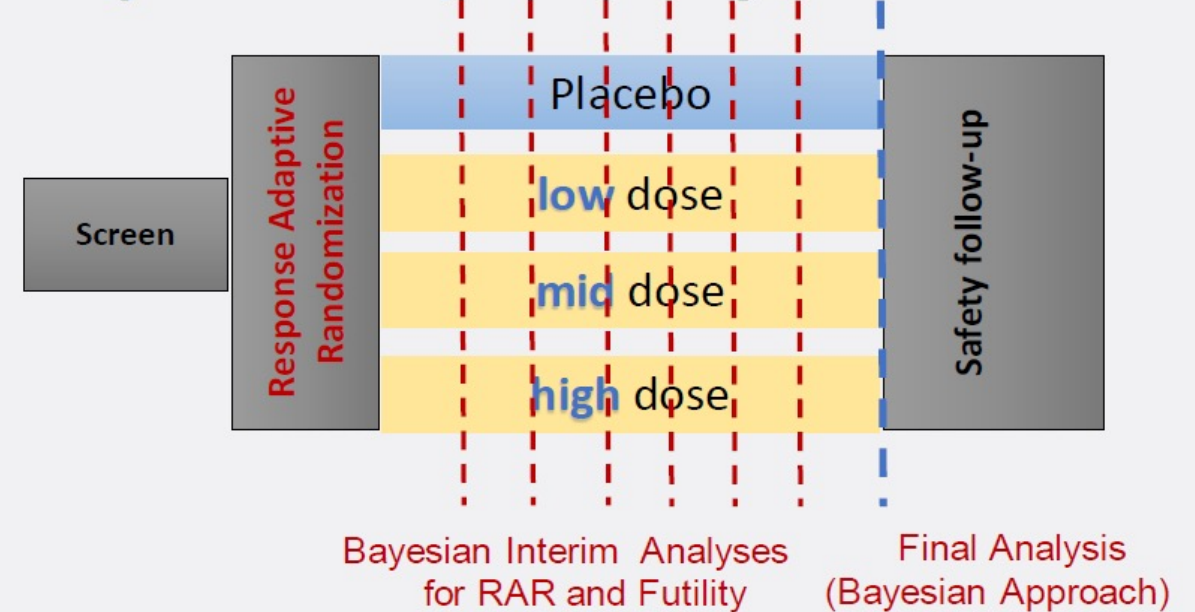 Screen
Response Adaptive
Randomization
Placebo
low dose
mid dose
high dose
Safety follow-up
Bayesian Interim Analyses
for RAR and Futility
Final Analysis
(Bayesian Approach)